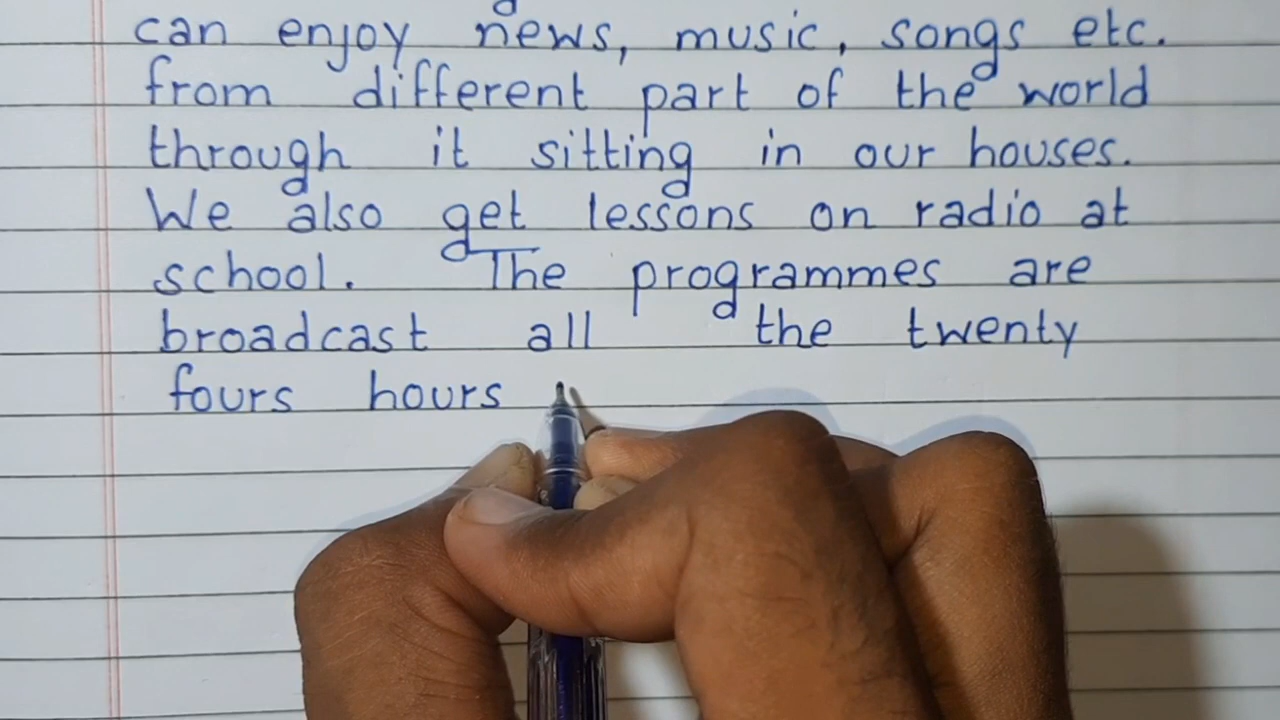 can enjoy news, music, songs etc.
from different part of the world
through it sitting in our houses.
We also get lessons on radio at
school. The programmes are
broadcast all the twenty
fours hours